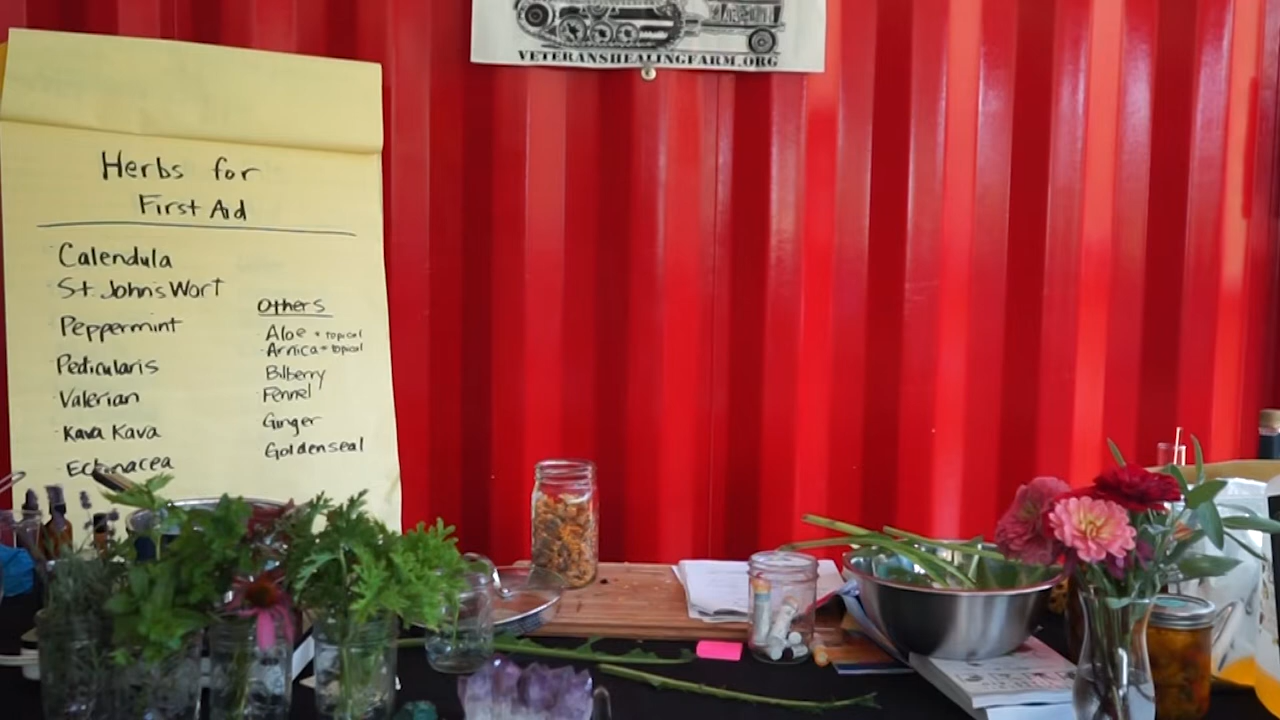 VETERANSHEALINGFARM.ORG
Herbs for
First Aid
Calendula
St. John's Wort
Peppermint
Pedicularis
Valerian
Kava Kava
Echinacea
Others
Aloe - topical
Arnica - topical
Bilberry
Fennel
Ginger
Goldenseal